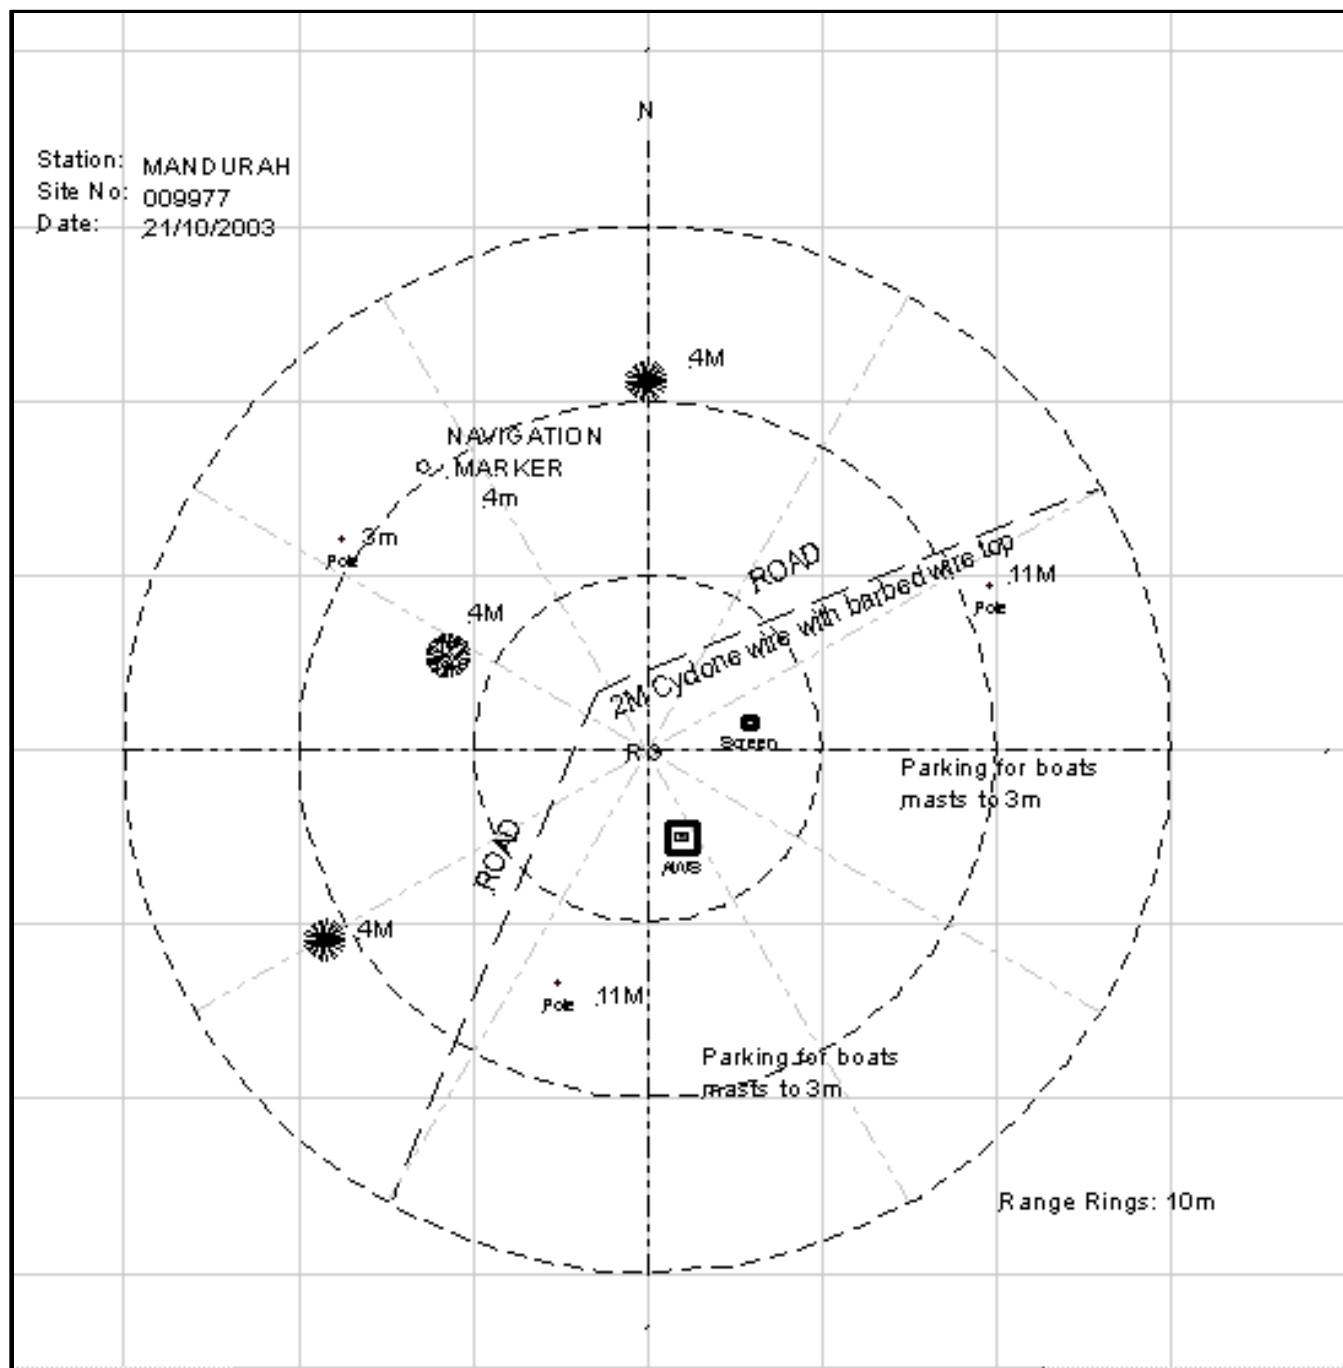 N
Station: MANDURAH
Site No: 009977
Date: 21/10/2003
4M
NAVIGATION
MARKER
4m
3m
Pole
ROAD
11M
Pole
2M Cyclone wire with barbed wire top
4M
Screen
RG
Parking for boats
masts to 3m
ROAD
AWS
4M
11M
Pole
Parking for boats
masts to 3m
Range Rings: 10m